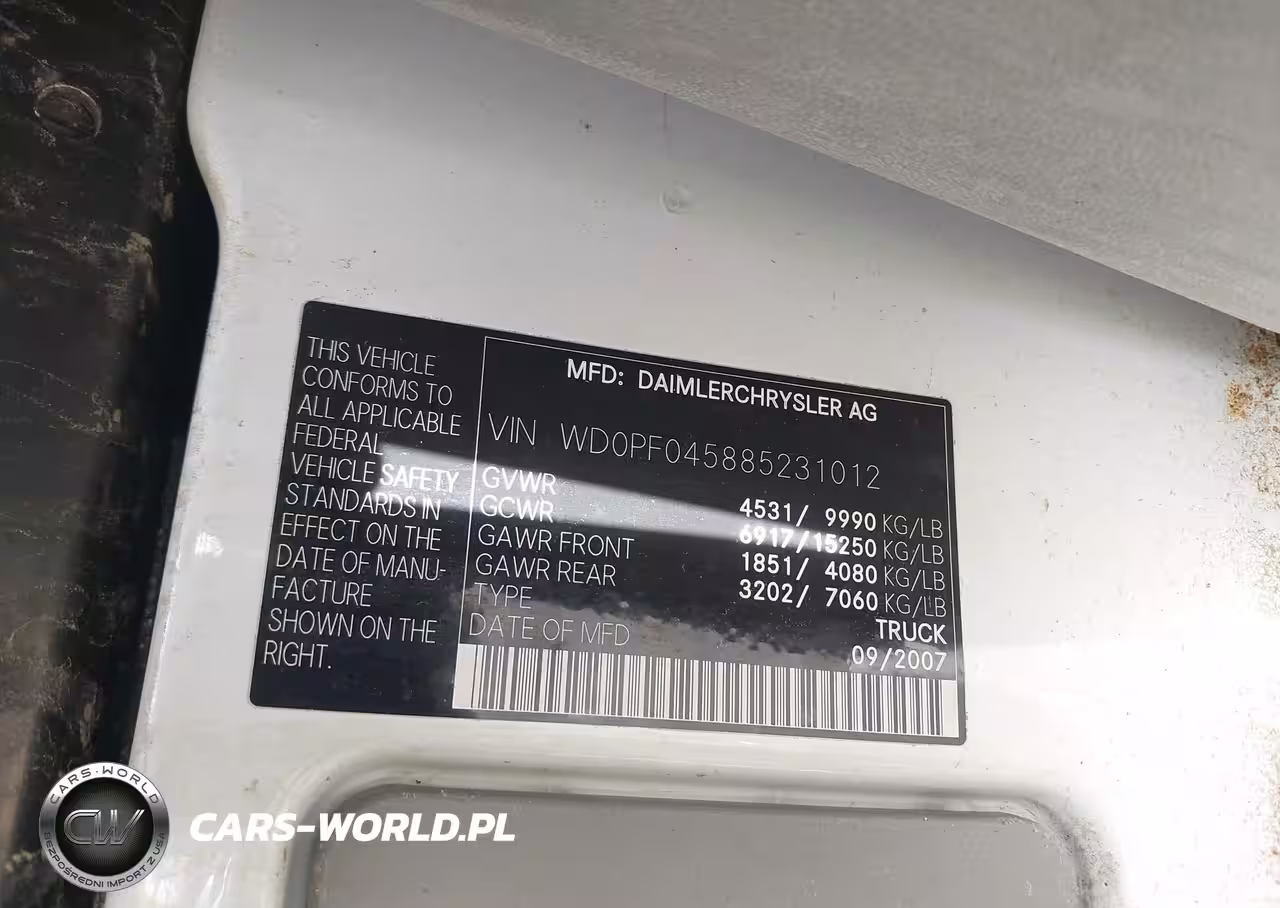 THIS VEHICLE
CONFORMS TO
ALL APPLICABLE
FEDERAL
VEHICLE SAFETY
STANDARDS IN
EFFECT ON THE
DATE OF MANU-
FACTURE
SHOWN ON THE
RIGHT.
MFD: DAIMLERCHRYSLER AG
VIN WD0PF045885231012
GVWR 4531/ 9990 KG/LB
GCWR 6917/15250 KG/LB
GAWR FRONT 1851/ 4080 KG/LB
GAWR REAR 3202/ 7060 KG/LB
TYPE TRUCK
DATE OF MFD 09/2007
CARS-WORLD
CW
BEZPOŚREDNI IMPORT Z USA
CARS-WORLD.PL